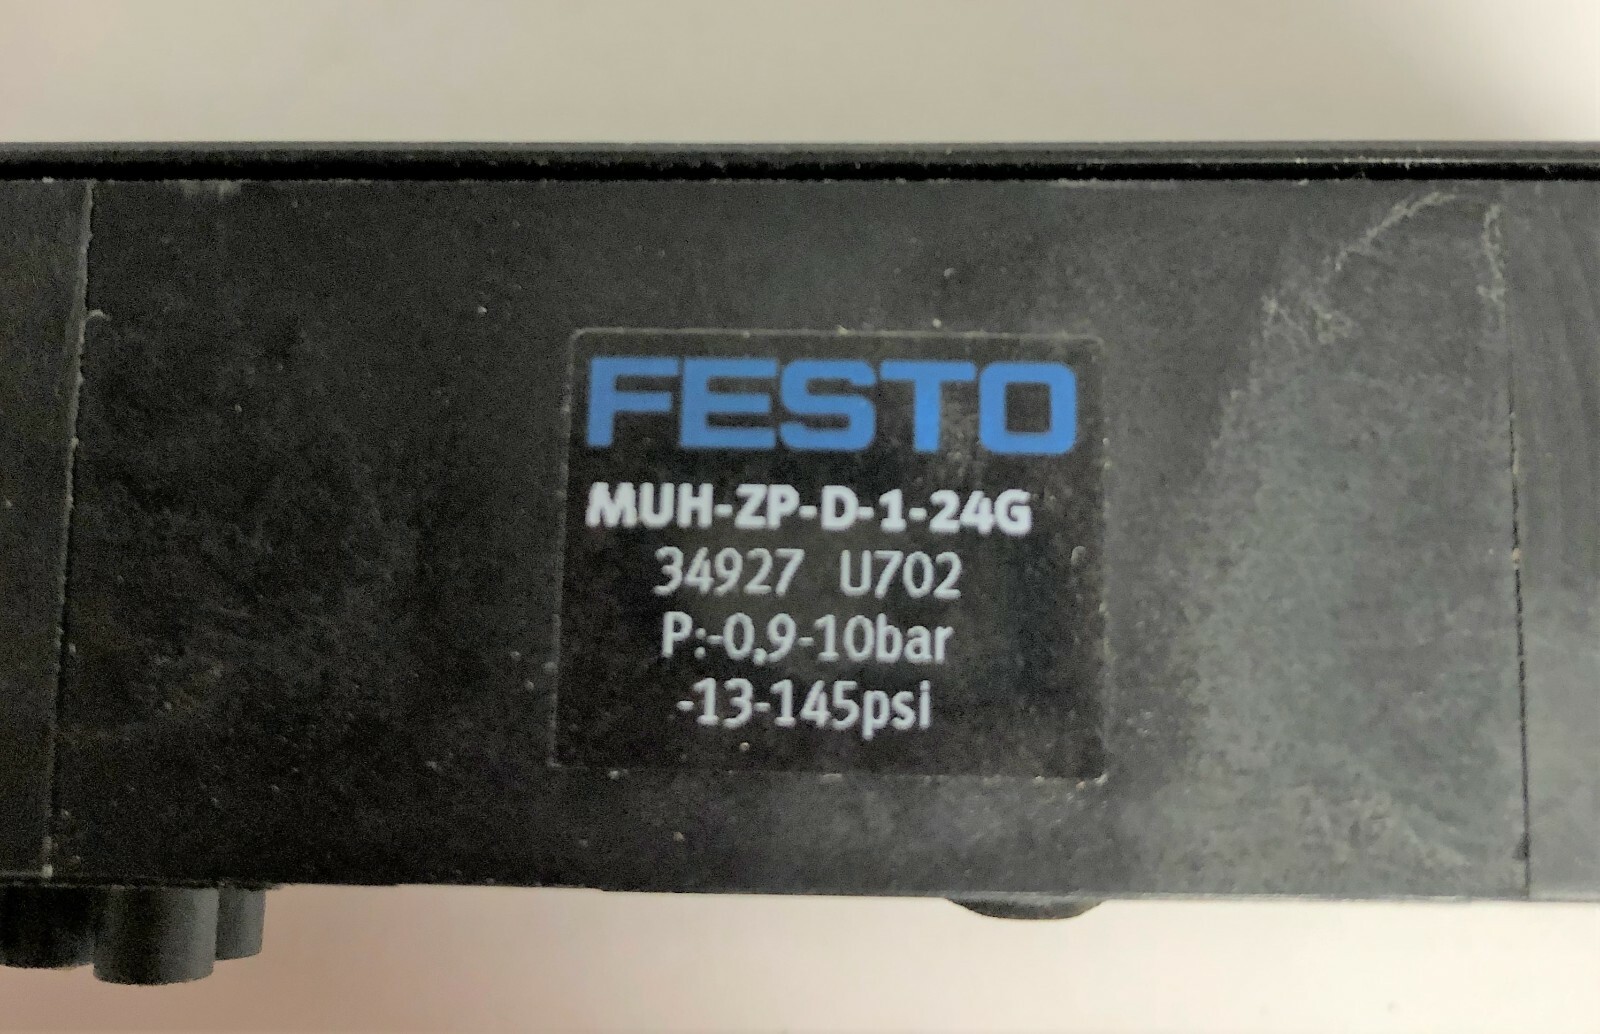 FESTO
MUH-ZP-D-1-24G
34927 U702
P:-0,9-10bar
-13-145psi